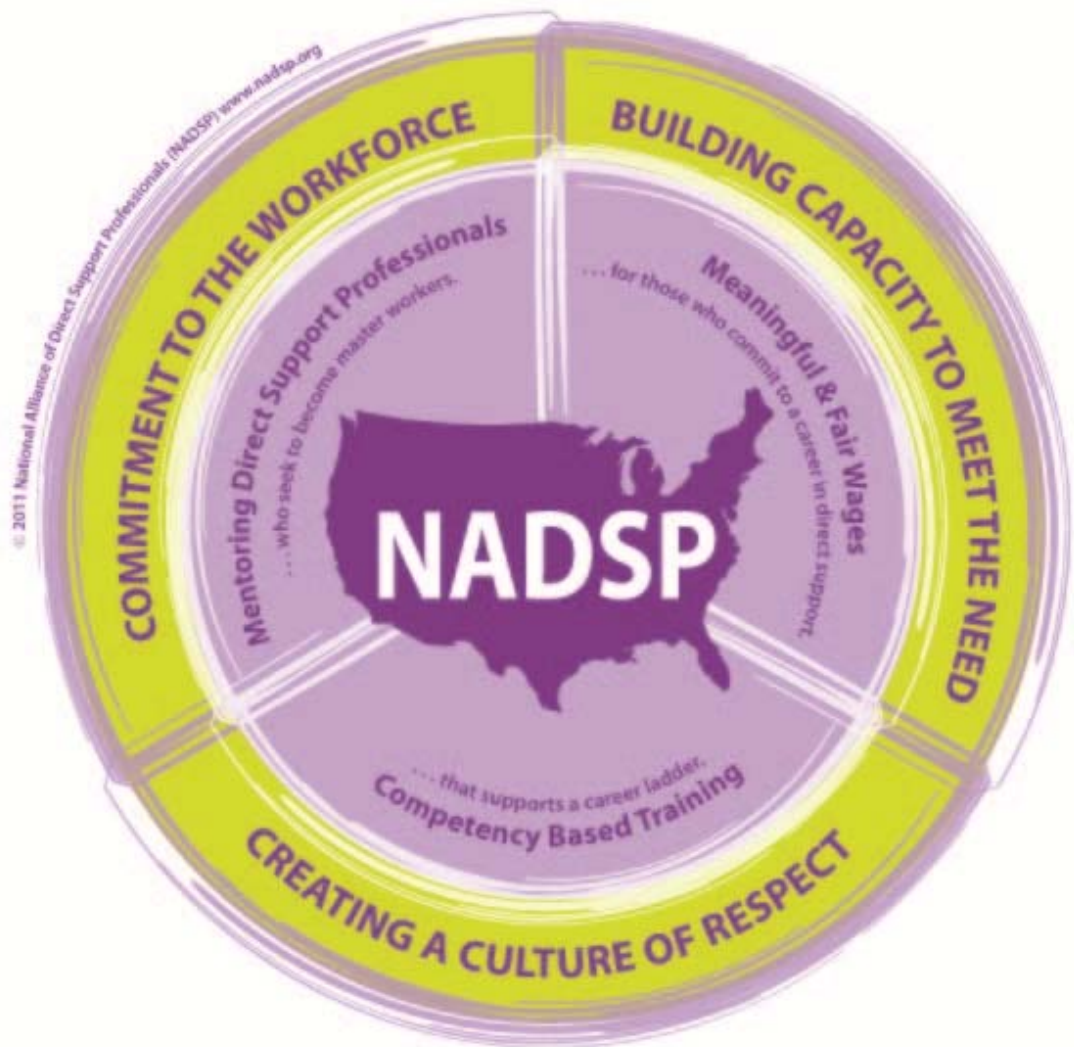 © 2011 National Alliance of Direct Support Professionals (NADSP) www.nadsp.org
COMMITMENT TO THE WORKFORCE
Mentoring Direct Support Professionals
... who seek to become master workers.
BUILDING CAPACITY TO MEET THE NEED
Meaningful & Fair Wages
... for those who commit to a career in direct support.
NADSP
... that supports a career ladder.
Competency Based Training
CREATING A CULTURE OF RESPECT